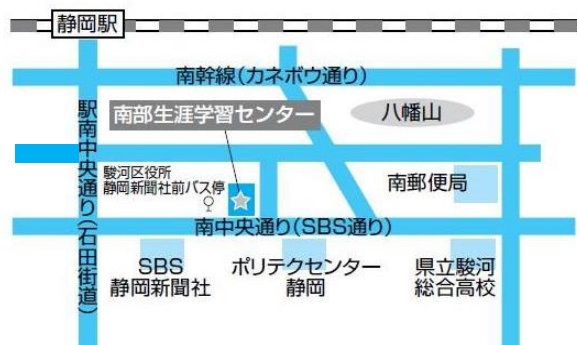 静岡駅
南幹線(カネボウ通り)
駅南中央通り(石田街道)
南部生涯学習センター
八幡山
駿河区役所
静岡新聞社前バス停
南郵便局
南中央通り(SBS通り)
SBS
静岡新聞社
ポリテクセンター
静岡
県立駿河
総合高校